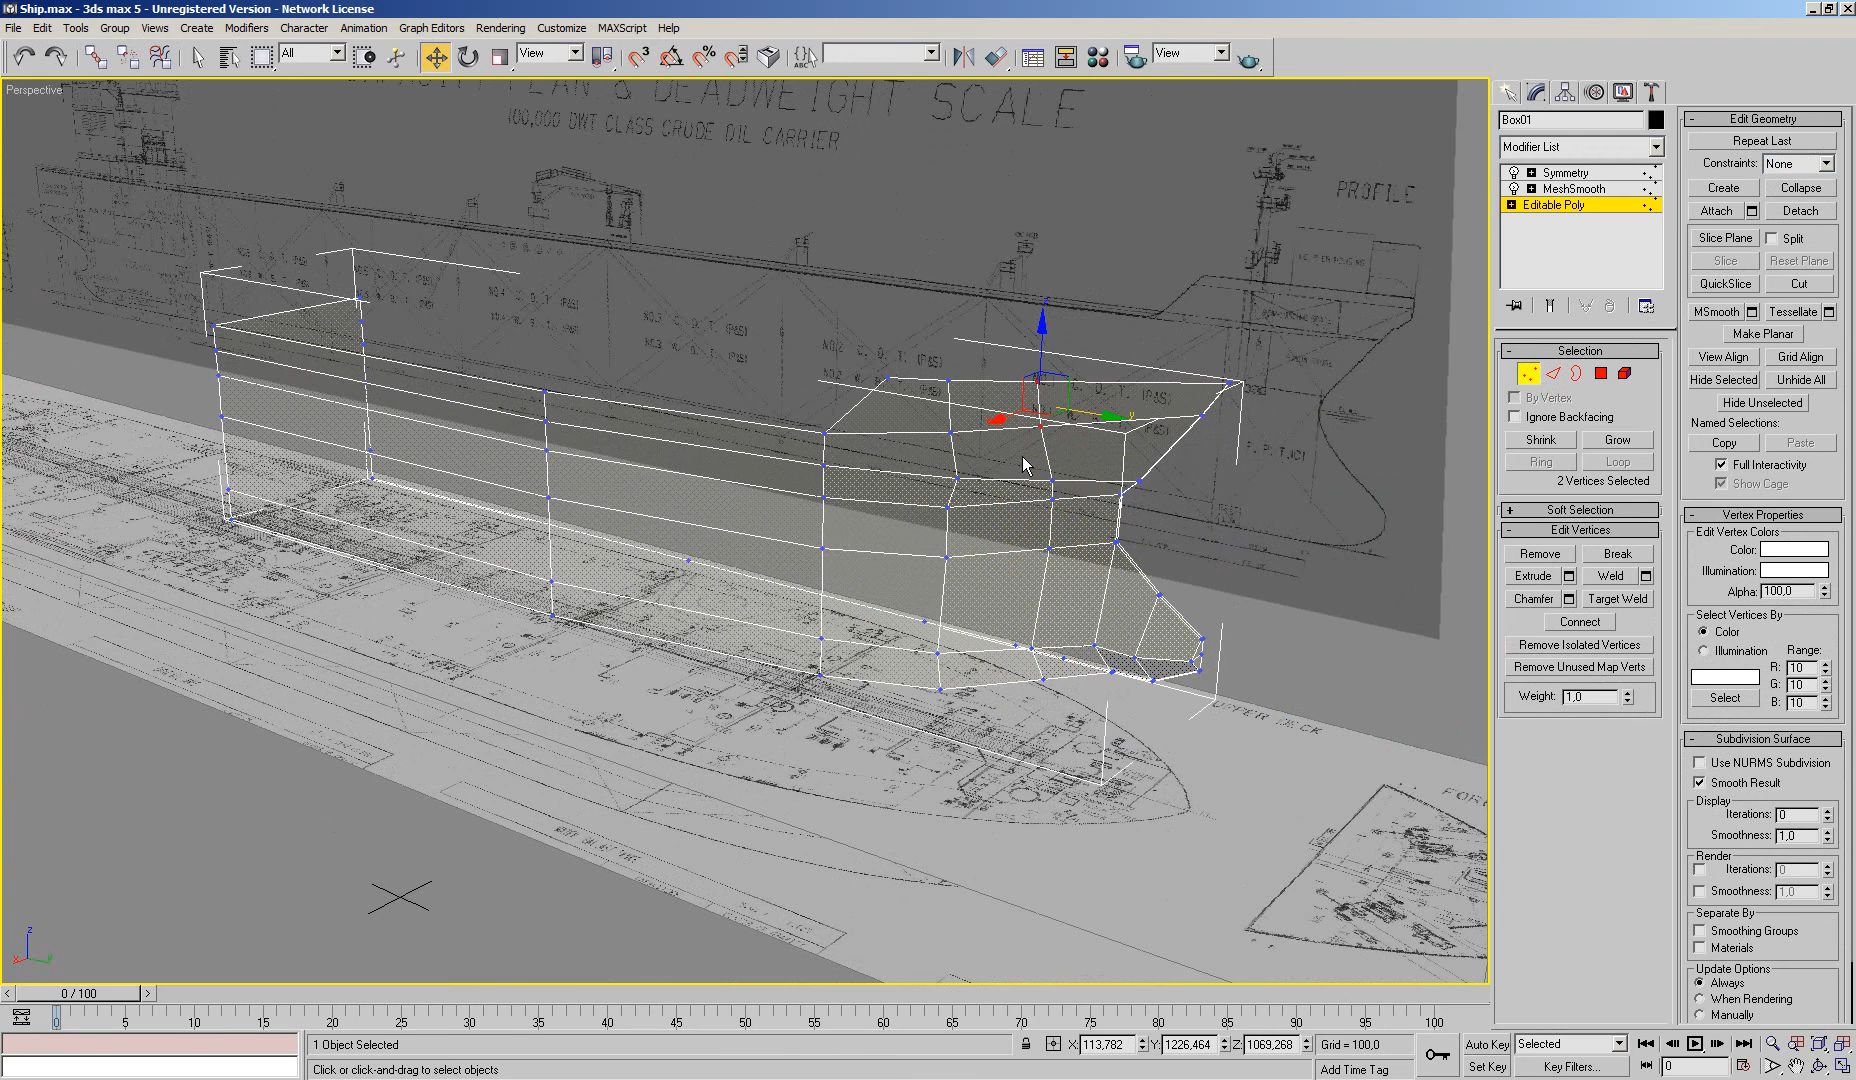 Ship.max - 3ds max 5 - Unregistered Version - Network License
File Edit Tools Group Views Create Modifiers Character Animation Graph Editors Rendering Customize MAXScript Help
All View View
Perspective
PLAN & DEADWEIGHT SCALE
100,000 DWT CLASS CRUDE OIL CARRIER
PROFILE
UPPER DECK
Box01
Modifier List
Symmetry
MeshSmooth
Editable Poly
Selection
By Vertex
Ignore Backfacing
Shrink Grow
Ring Loop
2 Vertices Selected
Soft Selection
Edit Vertices
Remove Break
Extrude Weld
Chamfer Target Weld
Connect
Remove Isolated Vertices
Remove Unused Map Verts
Weight: 1,0
Edit Geometry
Repeat Last
Constraints: None
Create Collapse
Attach Detach
Slice Plane Split
Slice Reset Plane
QuickSlice Cut
MSmooth Tessellate
Make Planar
View Align Grid Align
Hide Selected Unhide All
Hide Unselected
Named Selections:
Copy Paste
Full Interactivity
Show Cage
Vertex Properties
Edit Vertex Colors
Color:
Illumination:
Alpha: 100,0
Select Vertices By
Color
Illumination Range:
R: 10
G: 10
Select B: 10
Subdivision Surface
Use NURMS Subdivision
Smooth Result
Display
Iterations: 0
Smoothness: 1,0
Render
Iterations: 0
Smoothness: 1,0
Separate By
Smoothing Groups
Materials
Update Options
Always
When Rendering
Manually
0 / 100
0 5 10 15 20 25 30 35 40 45 50 55 60 65 70 75 80 85 90 95 100
1 Object Selected X: 113,782 Y: 1226,464 Z: 1069,268 Grid = 100,0 Auto Key Selected
Click or click-and-drag to select objects Add Time Tag Set Key Key Filters... 0